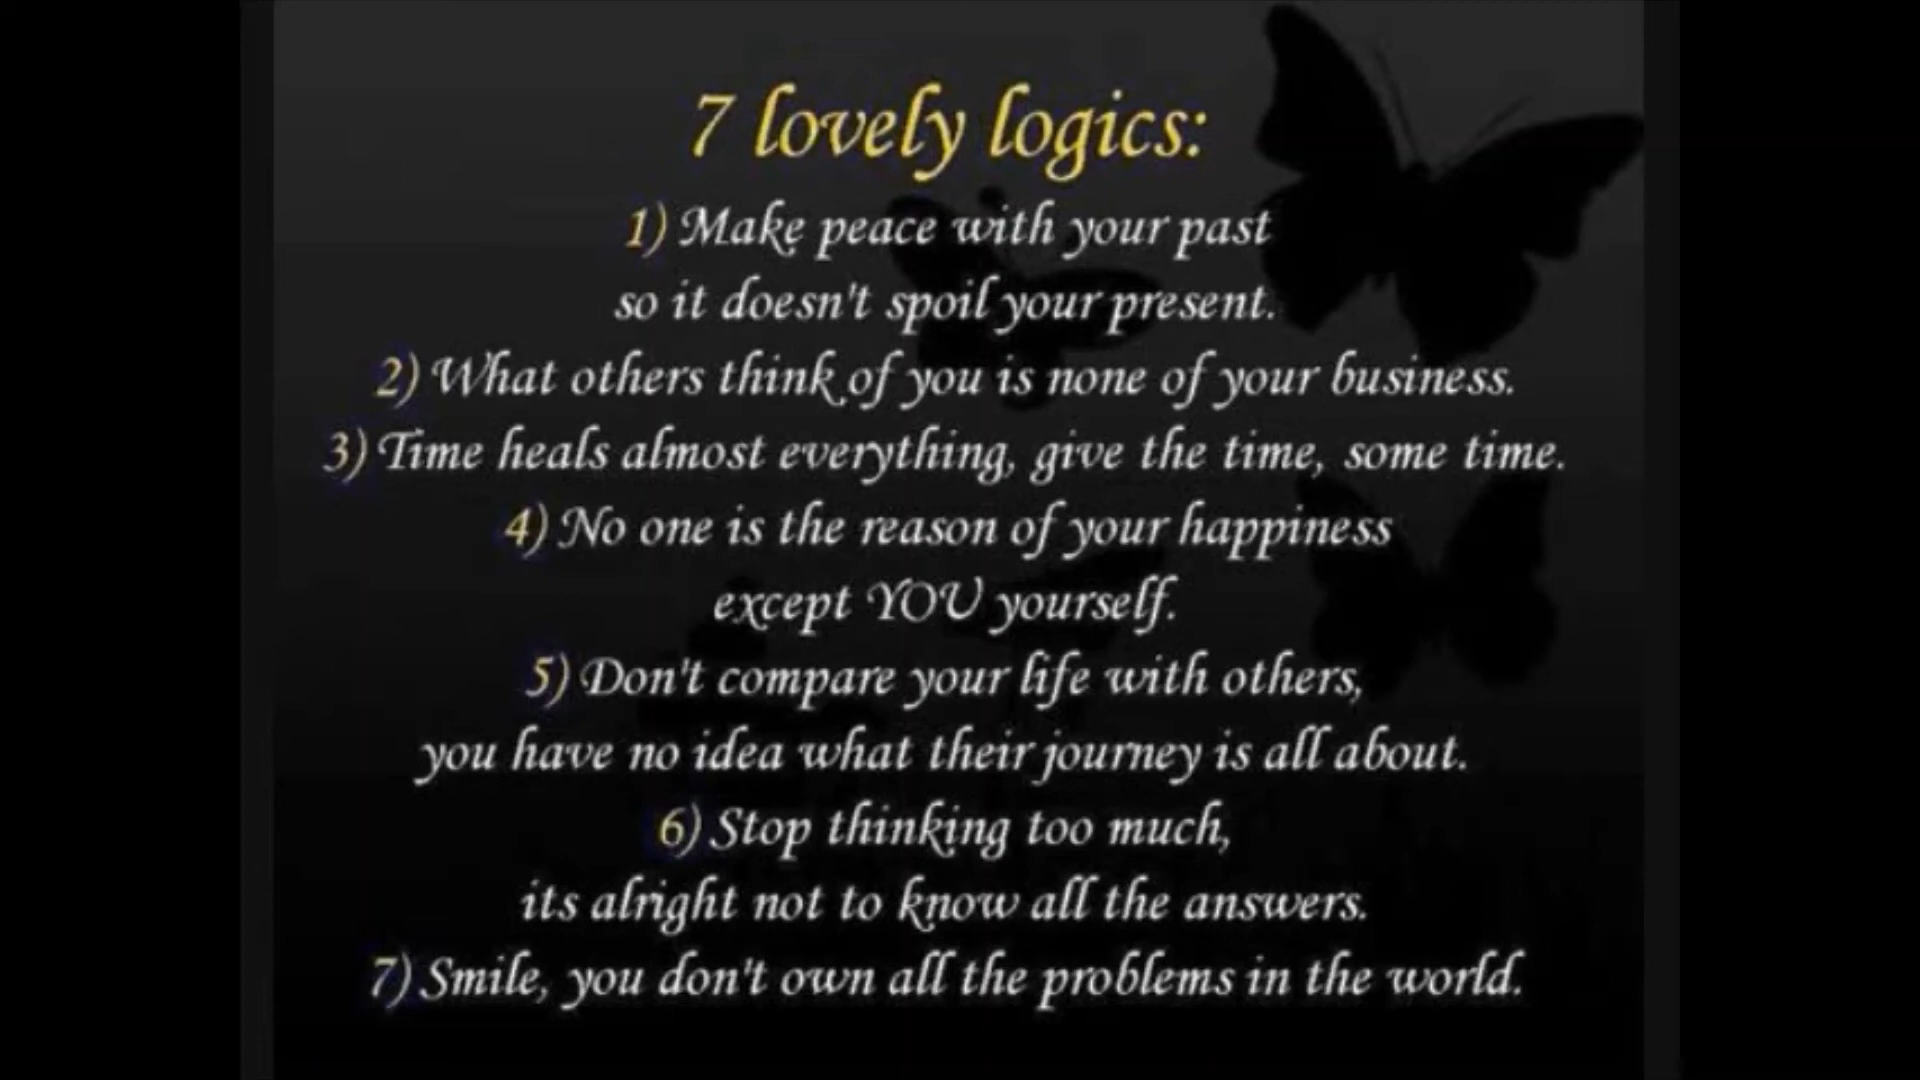 7 lovely logics:
1) Make peace with your past
so it doesn't spoil your present.
2) What others think of you is none of your business.
3) Time heals almost everything, give the time, some time.
4) No one is the reason of your happiness
except YOU yourself.
5) Don't compare your life with others,
you have no idea what their journey is all about.
6) Stop thinking too much,
its alright not to know all the answers.
7) Smile, you don't own all the problems in the world.